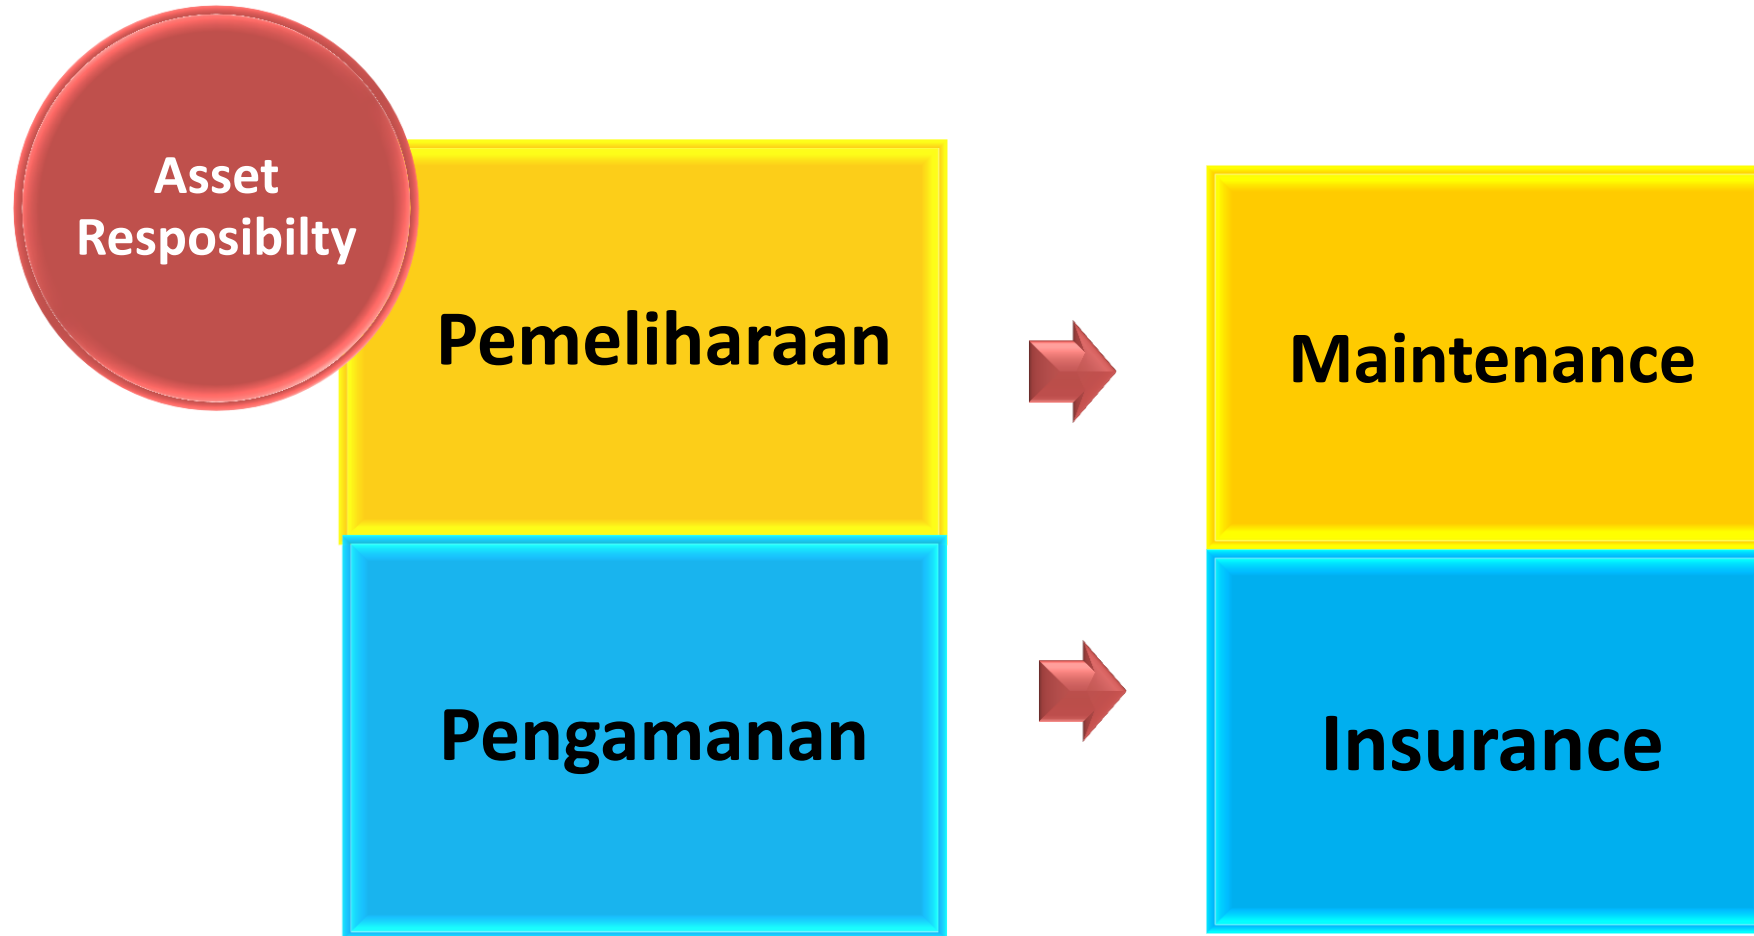 Asset
Resposibilty
Pemeliharaan
Maintenance
Pengamanan
Insurance